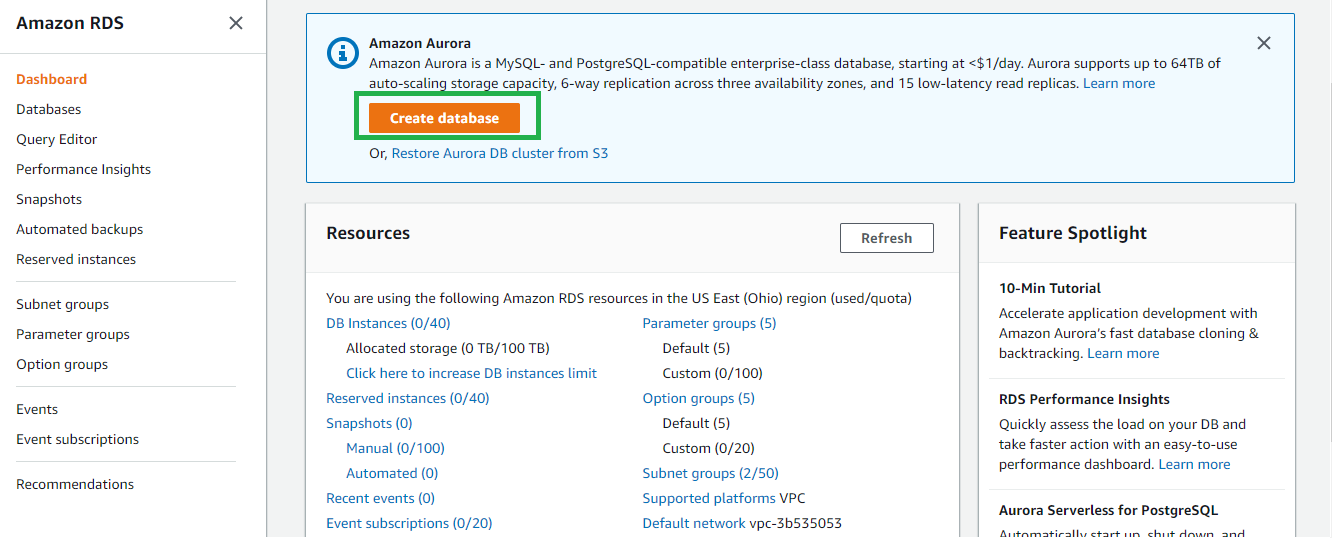 Amazon RDS
Dashboard
Databases
Query Editor
Performance Insights
Snapshots
Automated backups
Reserved instances
Subnet groups
Parameter groups
Option groups
Events
Event subscriptions
Recommendations
Amazon Aurora
Amazon Aurora is a MySQL- and PostgreSQL-compatible enterprise-class database, starting at <$1/day. Aurora supports up to 64TB of
auto-scaling storage capacity, 6-way replication across three availability zones, and 15 low-latency read replicas. Learn more
Create database
Or, Restore Aurora DB cluster from S3
Resources
Refresh
You are using the following Amazon RDS resources in the US East (Ohio) region (used/quota)
DB Instances (0/40)
Allocated storage (0 TB/100 TB)
Click here to increase DB instances limit
Reserved instances (0/40)
Snapshots (0)
Manual (0/100)
Automated (0)
Recent events (0)
Event subscriptions (0/20)
Parameter groups (5)
Default (5)
Custom (0/100)
Option groups (5)
Default (5)
Custom (0/20)
Subnet groups (2/50)
Supported platforms VPC
Default network vpc-3b535053
Feature Spotlight
10-Min Tutorial
Accelerate application development with
Amazon Aurora's fast database cloning &
backtracking. Learn more
RDS Performance Insights
Quickly assess the load on your DB and
take faster action with an easy-to-use
performance dashboard. Learn more
Aurora Serverless for PostgreSQL
Automatically start up, shut down, and